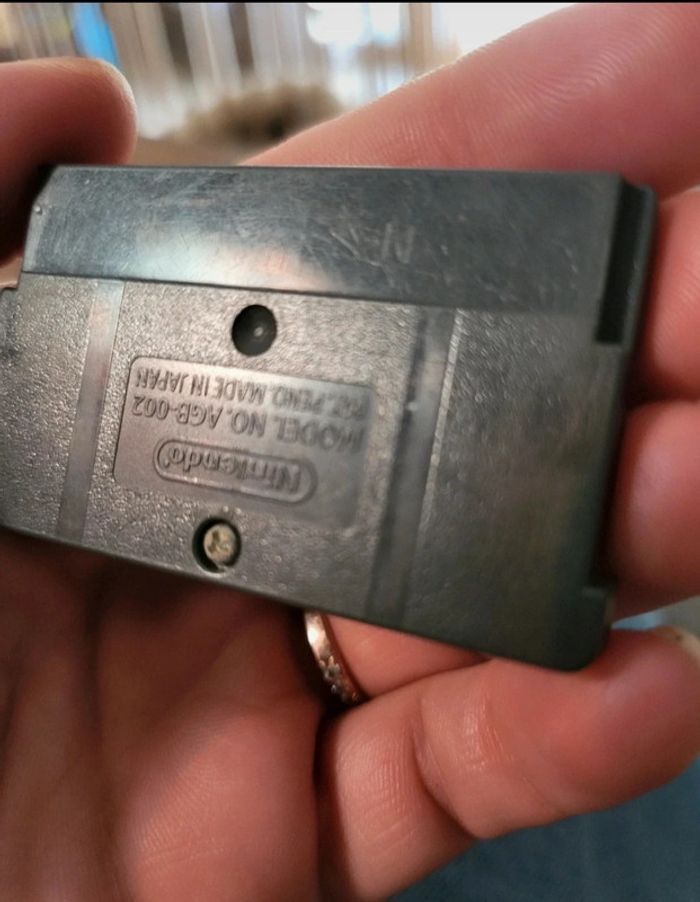 Nintendo
MODEL NO. AGB-002
PAT.PEND. MADE IN JAPAN